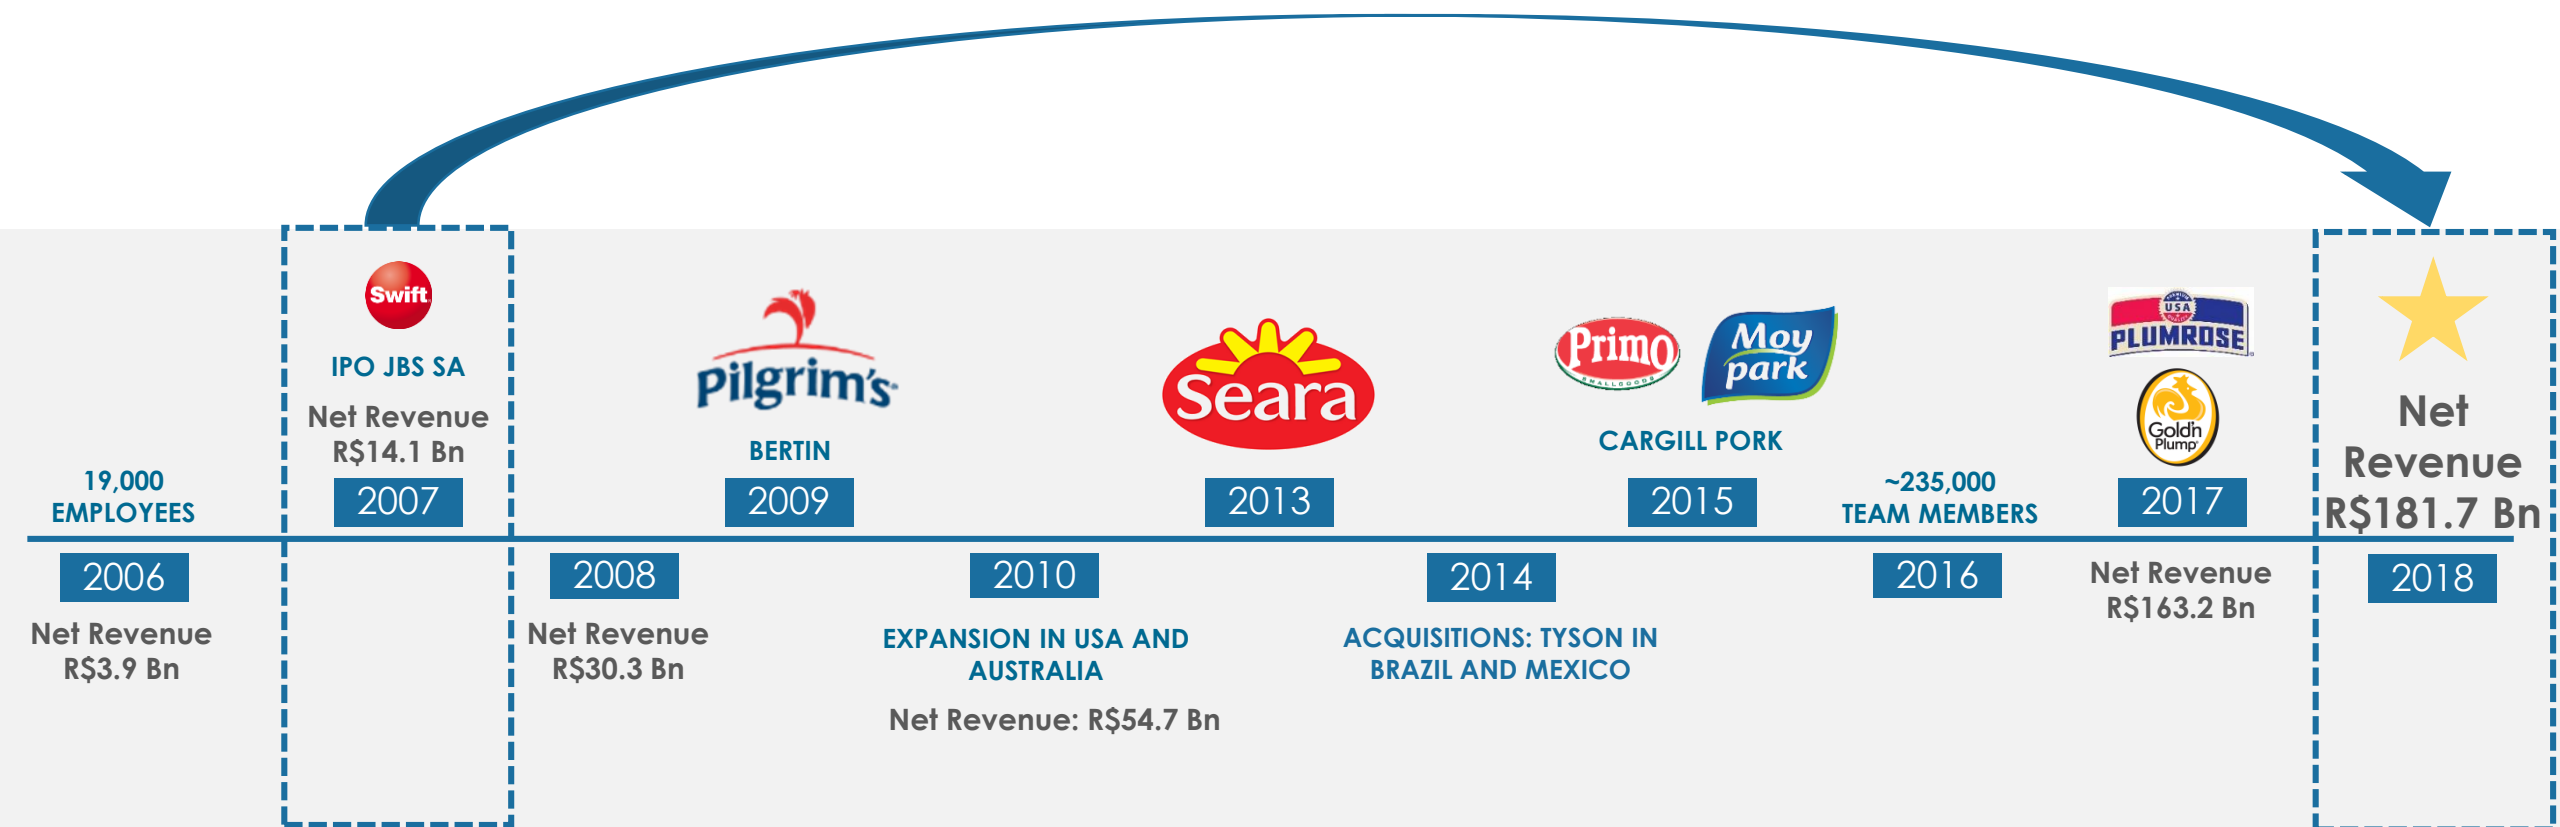 19,000
EMPLOYEES
2006
Net Revenue
R$3.9 Bn
Swift
IPO JBS SA
Net Revenue
R$14.1 Bn
2007
2008
Net Revenue
R$30.3 Bn
Pilgrim's
BERTIN
2009
2010
EXPANSION IN USA AND
AUSTRALIA
Net Revenue: R$54.7 Bn
Seara
2013
2014
ACQUISITIONS: TYSON IN
BRAZIL AND MEXICO
Primo
SMALLGOODS
Moy
park
CARGILL PORK
2015
~235,000
TEAM MEMBERS
2016
USA
PLUMROSE
Gold'n
Plump
2017
Net Revenue
R$163.2 Bn
Net
Revenue
R$181.7 Bn
2018